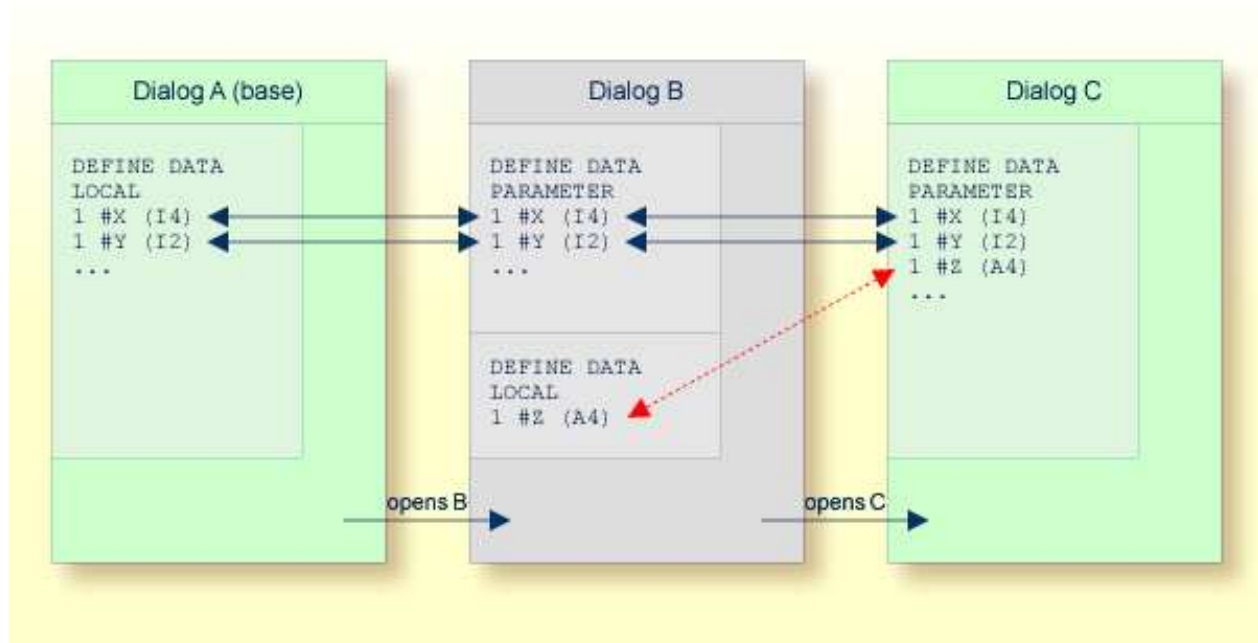 Dialog A (base)
DEFINE DATA
LOCAL
1 #X (I4)
1 #Y (I2)
...
Dialog B
DEFINE DATA
PARAMETER
1 #X (I4)
1 #Y (I2)
...
DEFINE DATA
LOCAL
1 #Z (A4)
Dialog C
DEFINE DATA
PARAMETER
1 #X (I4)
1 #Y (I2)
1 #Z (A4)
...
opens B
opens C